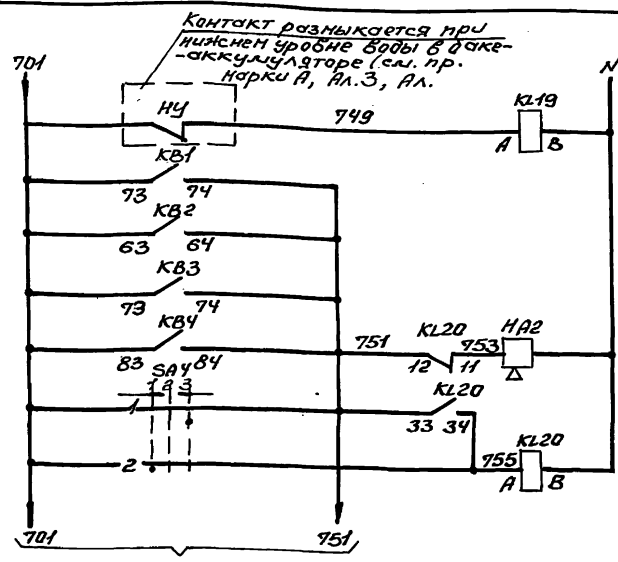 Контакт размыкается при
нижнем уровне воды в баке-
-аккумуляторе (см. пр.
марки А, Ал.3, Ал.
701
N
НУ
749
KL19
А В
KB1
73 74
KB2
63 64
KB3
73 74
KB4
83 84
751
KL20
12 11
753
НА2
SA4
1 2 3
1
KL20
33 34
2
755
KL20
А В
701
751